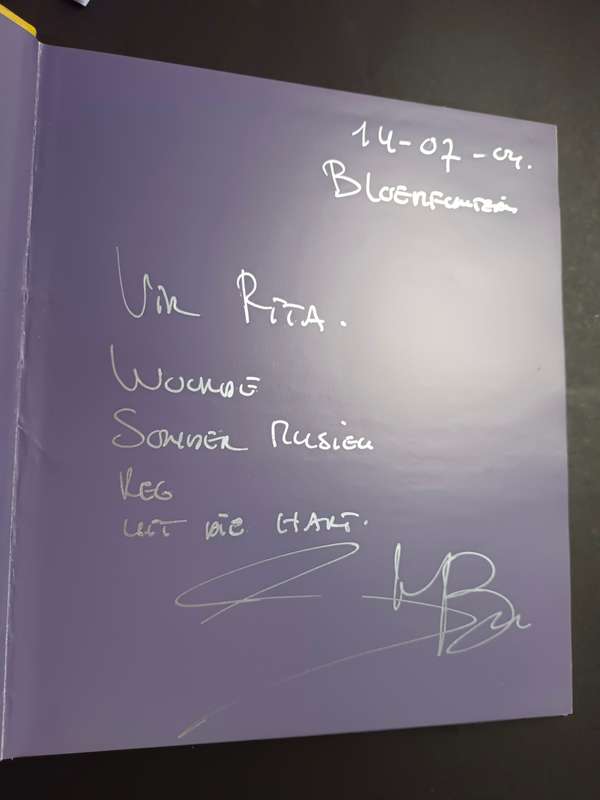 14-07-04.
Bloemfontein
Vir Rita.
Woorde
Sonder Musiek
Reg
uit die Hart.